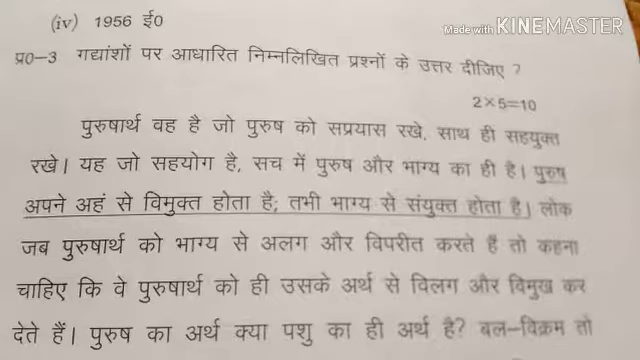 (iv) 1956 ई0
Made with KINEMASTER
प्र0-3 गद्यांशों पर आधारित निम्नलिखित प्रश्नों के उत्तर दीजिए ?
2×5=10
पुरुषार्थ वह है जो पुरुष को सप्रयास रखे, साथ ही सहयुक्त
रखे। यह जो सहयोग है, सच में पुरुष और भाग्य का ही है। पुरुष
अपने अहं से विमुक्त होता है; तभी भाग्य से संयुक्त होता है। लोक
जब पुरुषार्थ को भाग्य से अलग और विपरीत करते हैं तो कहना
चाहिए कि वे पुरुषार्थ को ही उसके अर्थ से विलग और विमुख कर
देते हैं। पुरुष का अर्थ क्या पशु का ही अर्थ है? बल-विक्रम तो